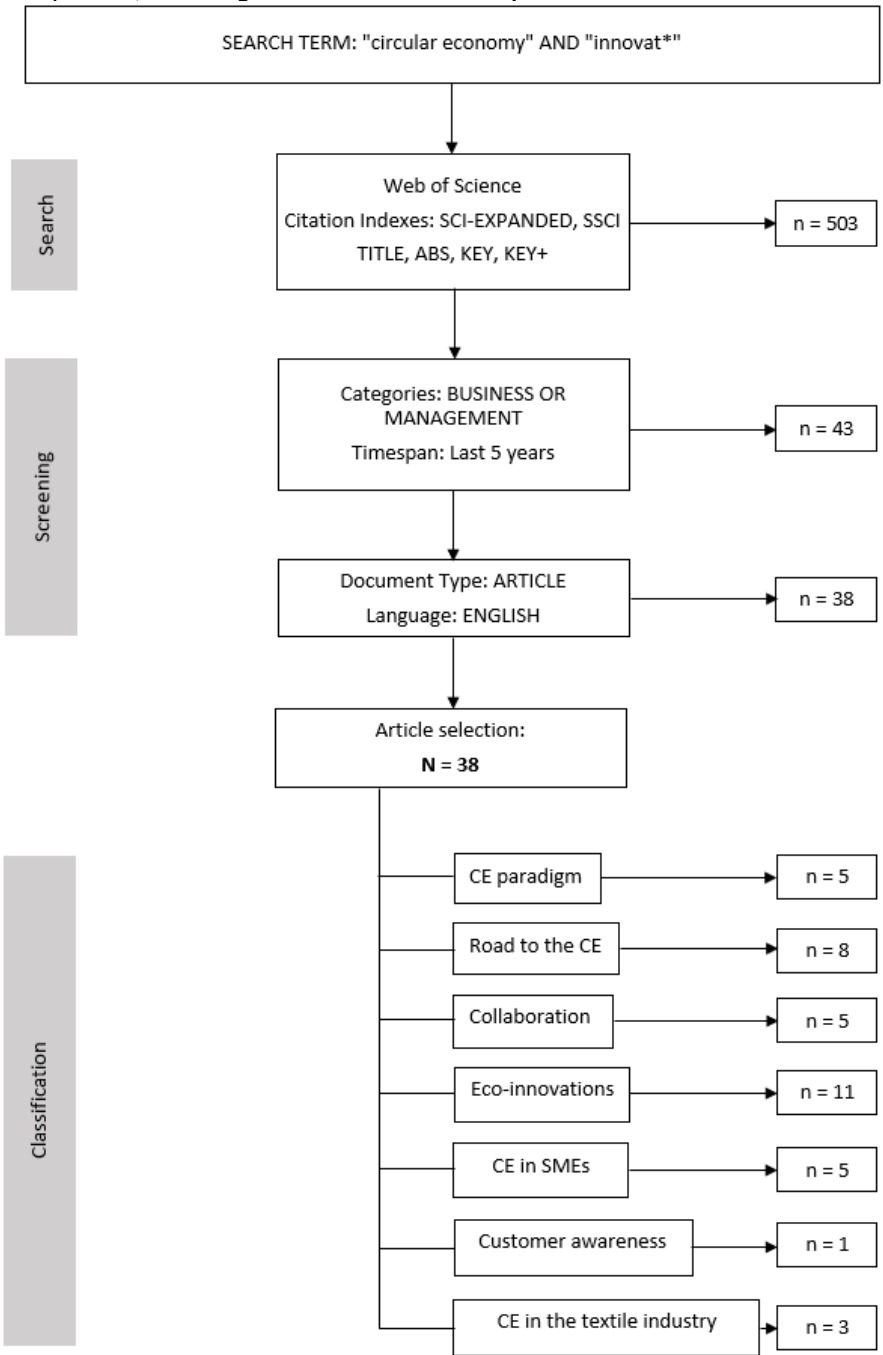 SEARCH TERM: "circular economy" AND "innovat*"
Search
Web of Science
Citation Indexes: SCI-EXPANDED, SSCI
TITLE, ABS, KEY, KEY+
n = 503
Screening
Categories: BUSINESS OR
MANAGEMENT
Timespan: Last 5 years
n = 43
Document Type: ARTICLE
Language: ENGLISH
n = 38
Article selection:
N = 38
Classification
CE paradigm
n = 5
Road to the CE
n = 8
Collaboration
n = 5
Eco-innovations
n = 11
CE in SMEs
n = 5
Customer awareness
n = 1
CE in the textile industry
n = 3